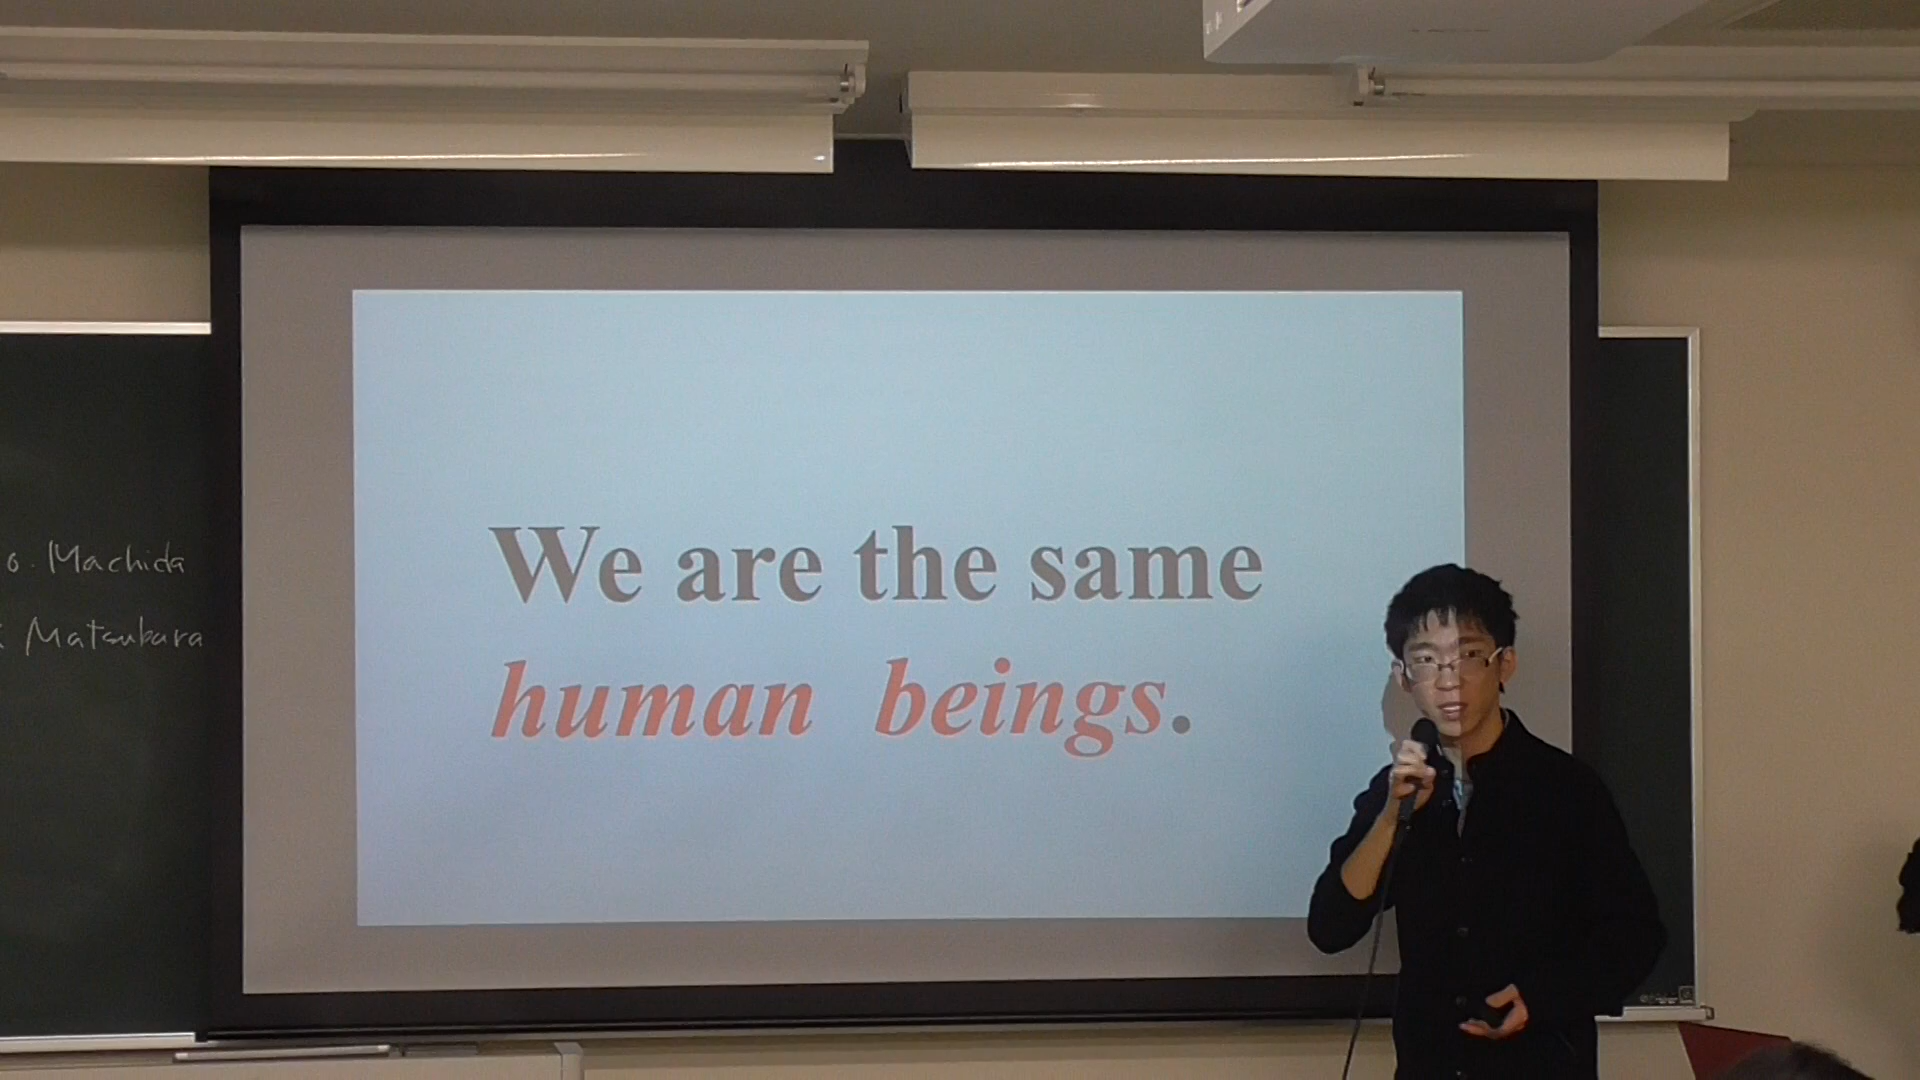 o. Machida
Matsubara
We are the same
human beings.